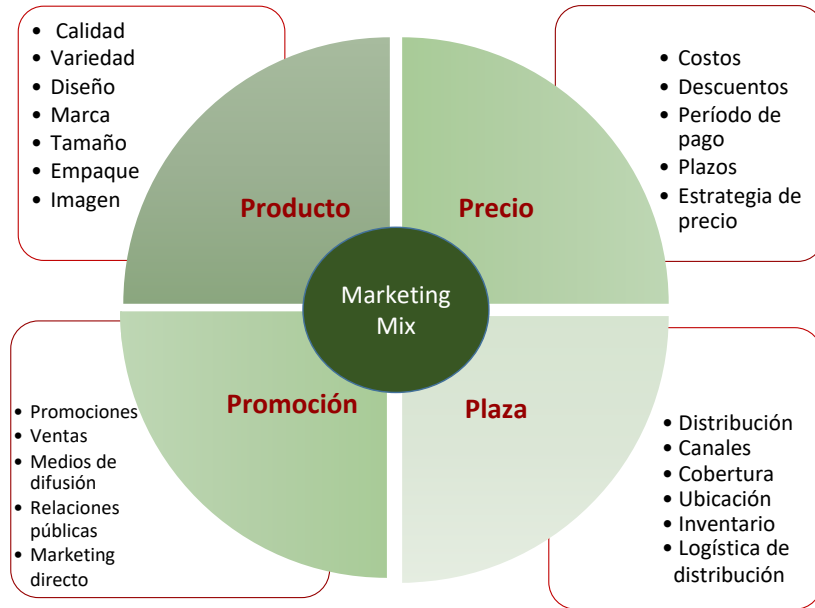 • Calidad
• Variedad
• Diseño
• Marca
• Tamaño
• Empaque
• Imagen
Producto
Precio
• Costos
• Descuentos
• Período de
pago
• Plazos
• Estrategia de
precio
Marketing
Mix
Promoción
Plaza
• Promociones
• Ventas
• Medios de
difusión
• Relaciones
públicas
• Marketing
directo
• Distribución
• Canales
• Cobertura
• Ubicación
• Inventario
• Logística de
distribución